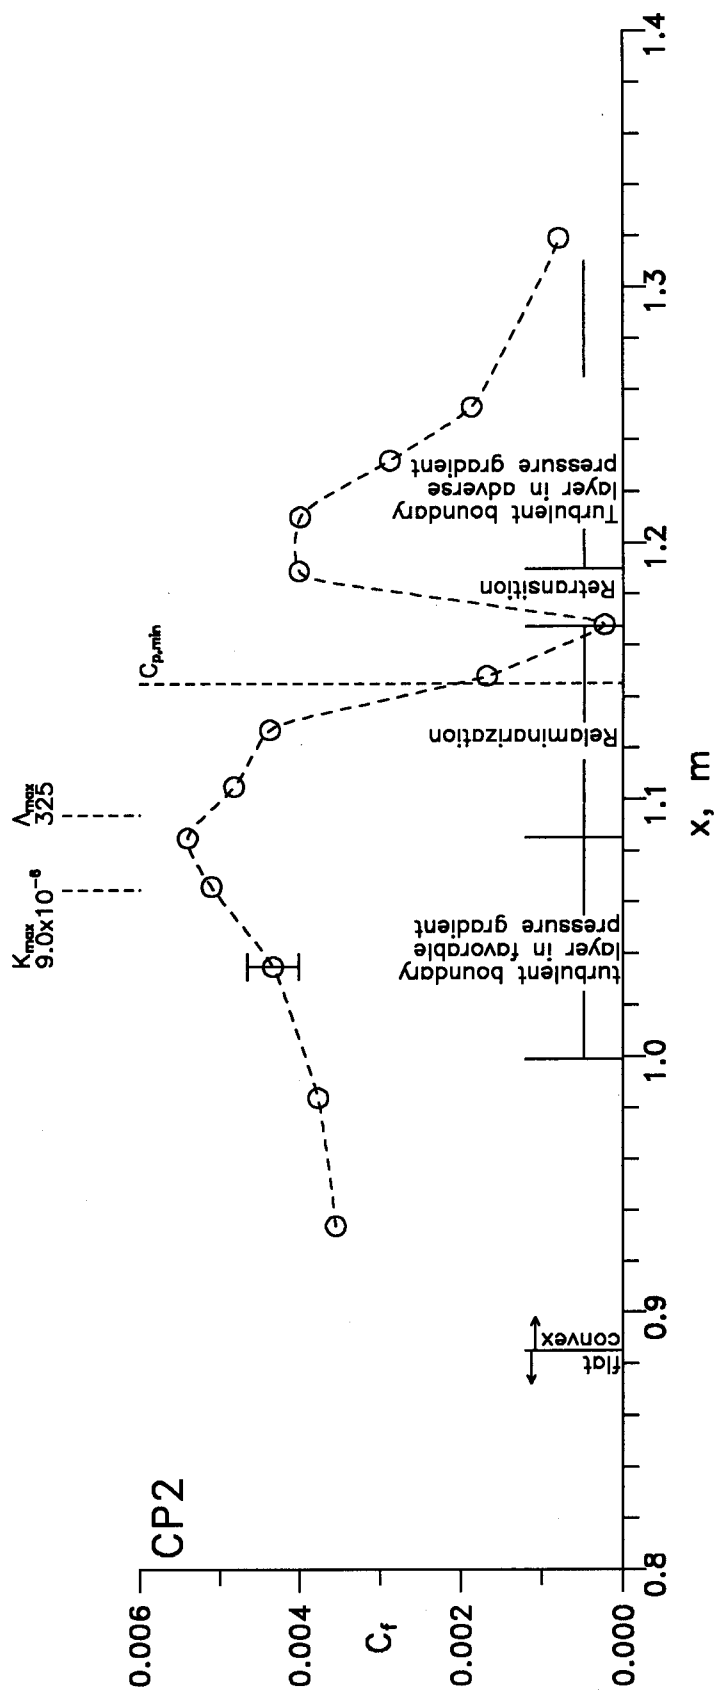 CP2
K_max
9.0x10⁻⁶
Λ_max
325
C_p,min
0.006
0.004
C_f
0.002
0.000
flat
convex
turbulent boundary
layer in favorable
pressure gradient
Relaminarization
Retransition
Turbulent boundary
layer in adverse
pressure gradient
0.8
0.9
1.0
1.1
1.2
1.3
1.4
x, m